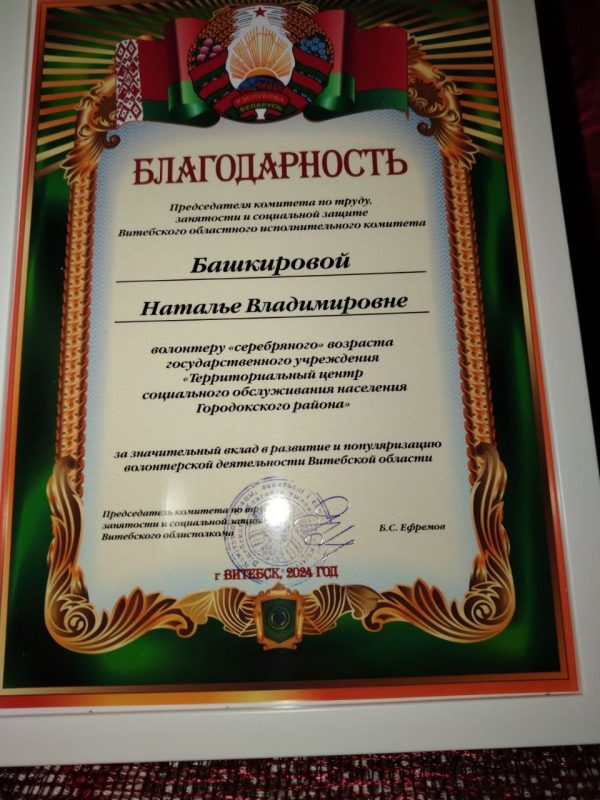 РЭСПУБЛІКА
БЕЛАРУСЬ
БЛАГОДАРНОСТЬ
Председателя комитета по труду,
занятости и социальной защите
Витебского областного исполнительного комитета
Башкировой
Наталье Владимировне
волонтеру «серебряного» возраста
государственного учреждения
«Территориальный центр
социального обслуживания населения
Городокского района»
за значительный вклад в развитие и популяризацию
волонтерской деятельности Витебской области
Председатель комитета по
занятости и социальной
Витебского облисполкома
Б.С. Ефремов
г ВИТЕБСК, 2024 ГОД